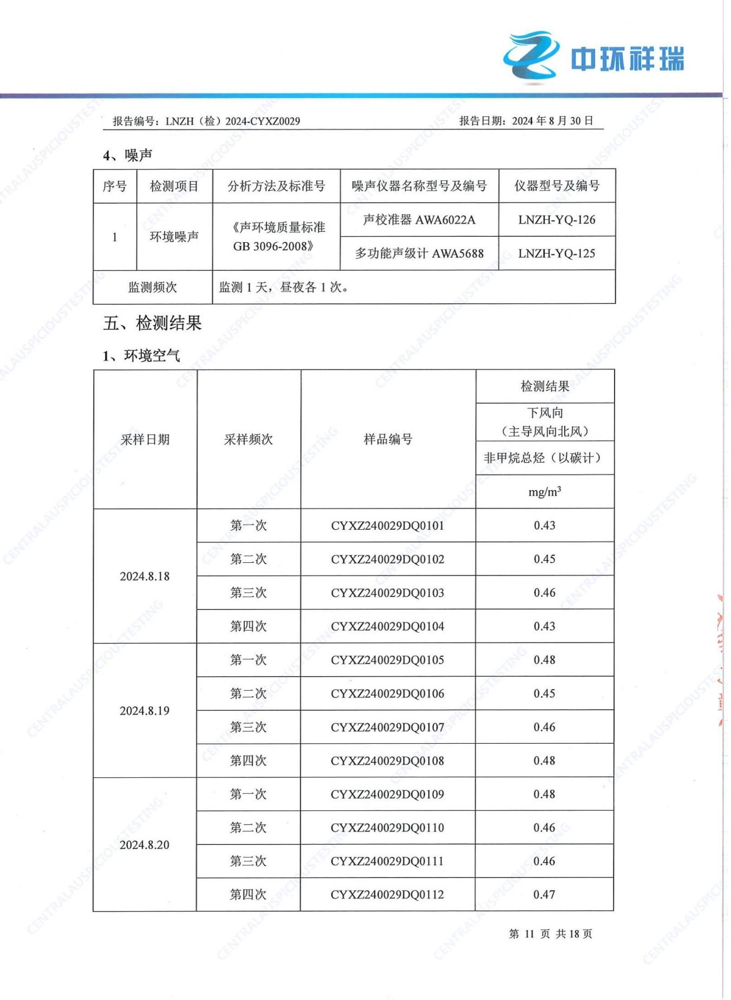 中环祥瑞
报告编号：LNZH（检）2024-CYXZ0029 报告日期：2024 年 8 月 30 日
4、噪声
序号 检测项目 分析方法及标准号 噪声仪器名称型号及编号 仪器型号及编号
1 环境噪声 《声环境质量标准 GB 3096-2008》 声校准器 AWA6022A LNZH-YQ-126
多功能声级计 AWA5688 LNZH-YQ-125
监测频次 监测 1 天，昼夜各 1 次。
五、检测结果
1、环境空气
采样日期 采样频次 样品编号 检测结果
下风向
（主导风向北风）
非甲烷总烃（以碳计）
mg/m³
2024.8.18 第一次 CYXZ240029DQ0101 0.43
第二次 CYXZ240029DQ0102 0.45
第三次 CYXZ240029DQ0103 0.46
第四次 CYXZ240029DQ0104 0.43
2024.8.19 第一次 CYXZ240029DQ0105 0.48
第二次 CYXZ240029DQ0106 0.45
第三次 CYXZ240029DQ0107 0.46
第四次 CYXZ240029DQ0108 0.48
2024.8.20 第一次 CYXZ240029DQ0109 0.48
第二次 CYXZ240029DQ0110 0.46
第三次 CYXZ240029DQ0111 0.46
第四次 CYXZ240029DQ0112 0.47
第 11 页 共 18 页
CENTRALAUSPICIOUSTESTING